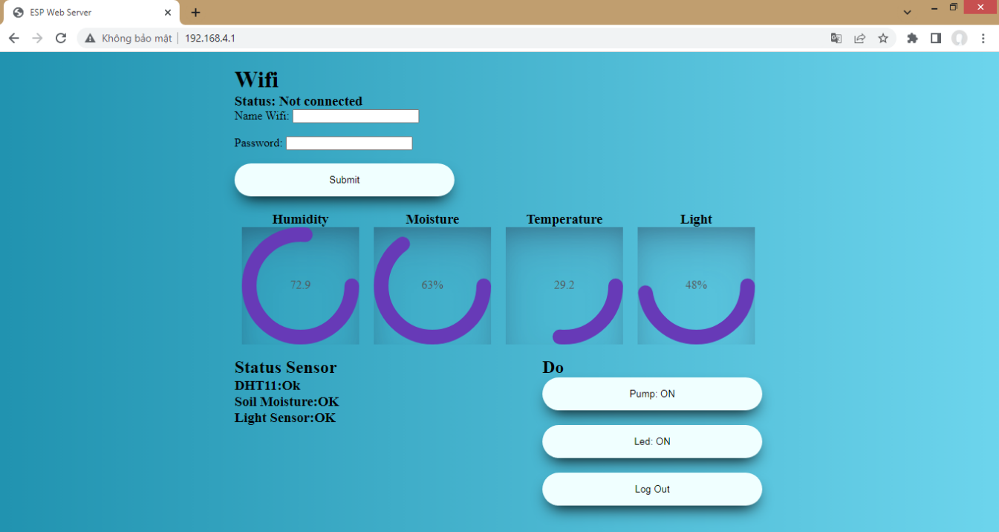 ESP Web Server
Không bảo mật 192.168.4.1
Wifi
Status: Not connected
Name Wifi:
Password:
Submit
Humidity Moisture Temperature Light
72.9 63% 29.2 48%
Status Sensor
DHT11:Ok
Soil Moisture:OK
Light Sensor:OK
Do
Pump: ON
Led: ON
Log Out